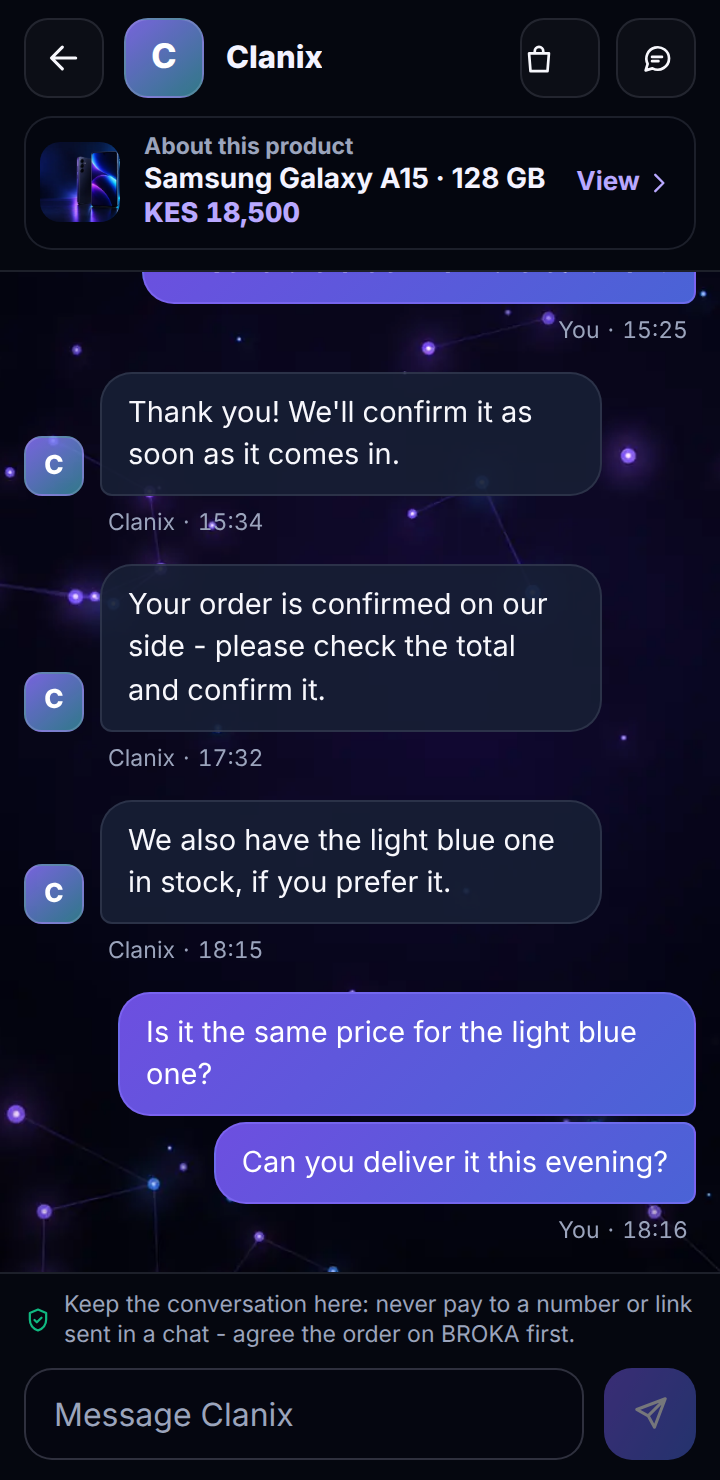 C
Clanix
About this product
Samsung Galaxy A15 · 128 GB
View
KES 18,500
You · 15:25
Thank you! We'll confirm it as
soon as it comes in.
C
Clanix · 15:34
Your order is confirmed on our
side - please check the total
and confirm it.
C
Clanix · 17:32
We also have the light blue one
in stock, if you prefer it.
C
Clanix · 18:15
Is it the same price for the light blue
one?
Can you deliver it this evening?
You · 18:16
Keep the conversation here: never pay to a number or link
sent in a chat - agree the order on BROKA first.
Message Clanix